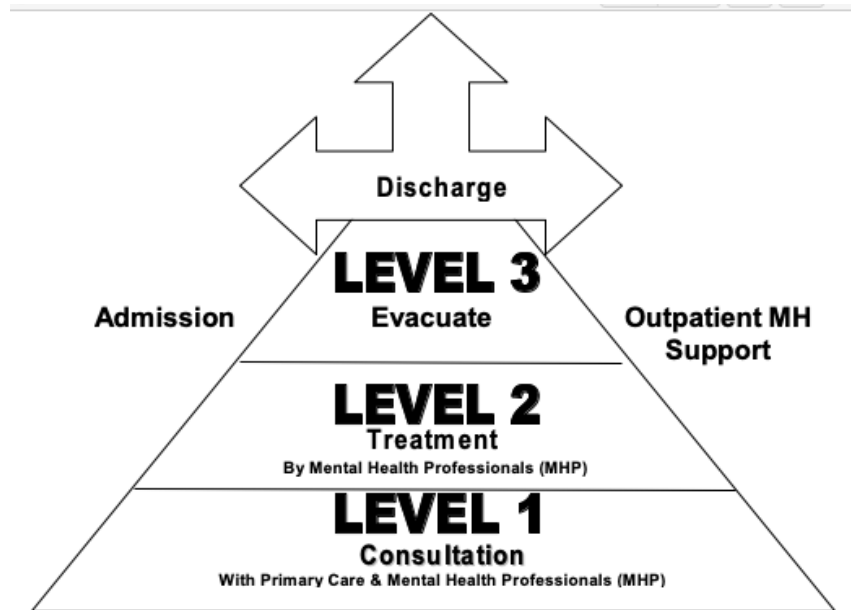 Discharge
LEVEL 3
Admission
Evacuate
Outpatient MH
Support
LEVEL 2
Treatment
By Mental Health Professionals (MHP)
LEVEL 1
Consultation
With Primary Care & Mental Health Professionals (MHP)